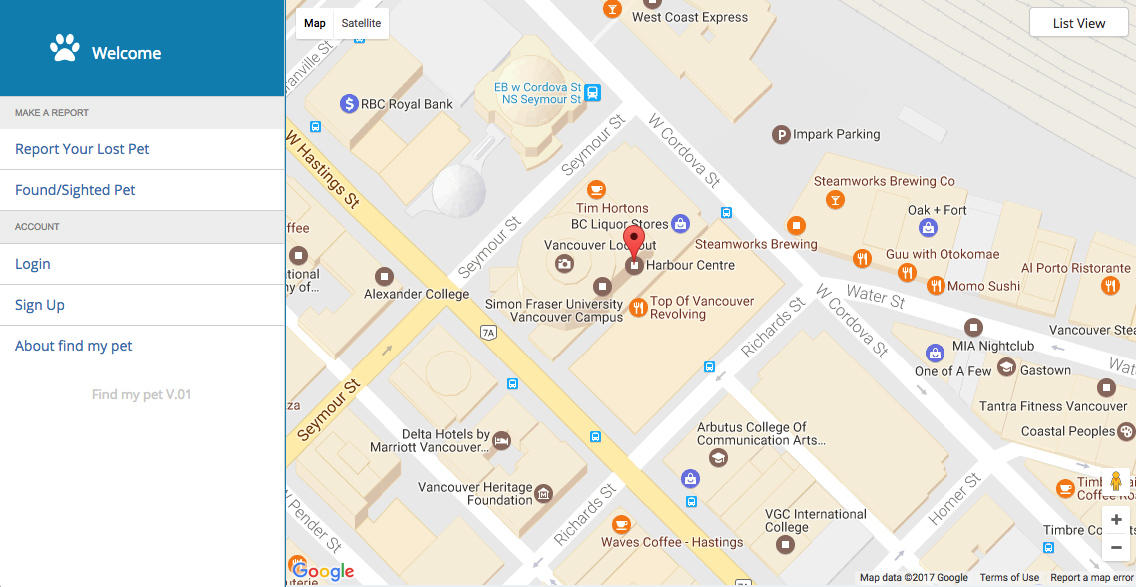 Welcome
MAKE A REPORT
Report Your Lost Pet
Found/Sighted Pet
ACCOUNT
Login
Sign Up
About find my pet
Find my pet V.01
Map
Satellite
List View
West Coast Express
EB w Cordova St
NS Seymour St
RBC Royal Bank
W Hastings St
Seymour St
W Cordova St
Impark Parking
Steamworks Brewing Co
Oak + Fort
Tim Hortons
BC Liquor Stores
Seymour St
Steamworks Brewing
Harbour Centre
Guu with Otokomae
Al Porto Ristorante
Momo Sushi
Alexander College
Simon Fraser University
Vancouver Campus
Top Of Vancouver
Revolving
Water St
W Cordova St
Richards St
7A
MIA Nightclub
One of A Few
Gastown
Tantra Fitness Vancouver
Coastal Peoples
Seymour St
Delta Hotels by
Marriott Vancouver...
Arbutus College Of
Communication Arts...
Vancouver Heritage
Foundation
Richards St
W Pender St
Homer St
VGC International
College
Waves Coffee - Hastings
Google
Map data ©2017 Google
Terms of Use
Report a map error